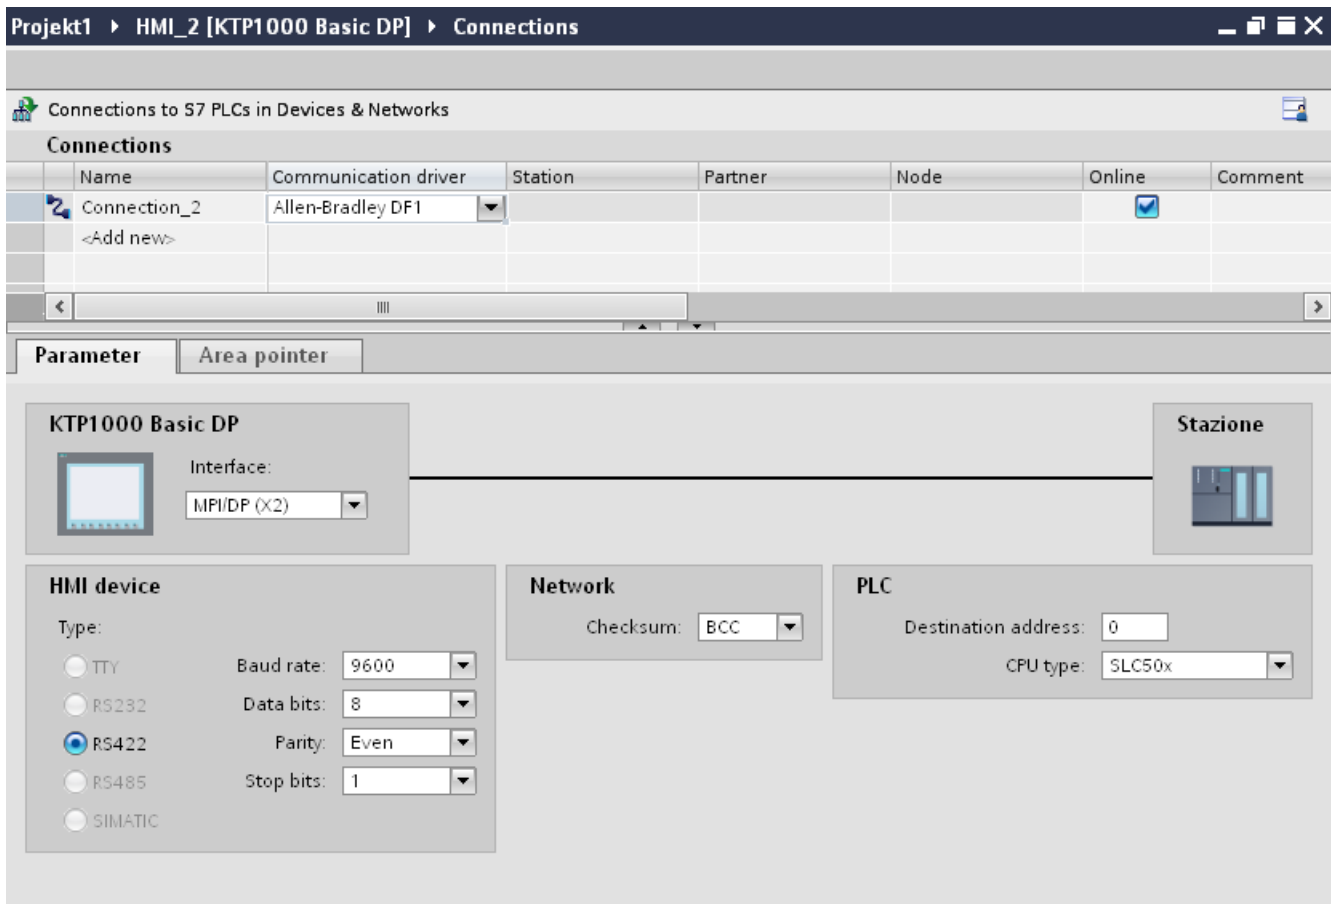 Projekt1 ▸ HMI_2 [KTP1000 Basic DP] ▸ Connections
Connections to S7 PLCs in Devices & Networks
Connections
Name Communication driver Station Partner Node Online Comment
Connection_2 Allen-Bradley DF1
<Add new>
Parameter Area pointer
KTP1000 Basic DP Stazione
Interface:
MPI/DP (X2)
HMI device Network PLC
Type: Checksum: BCC Destination address: 0
TTY Baud rate: 9600 CPU type: SLC50x
RS232 Data bits: 8
RS422 Parity: Even
RS485 Stop bits: 1
SIMATIC